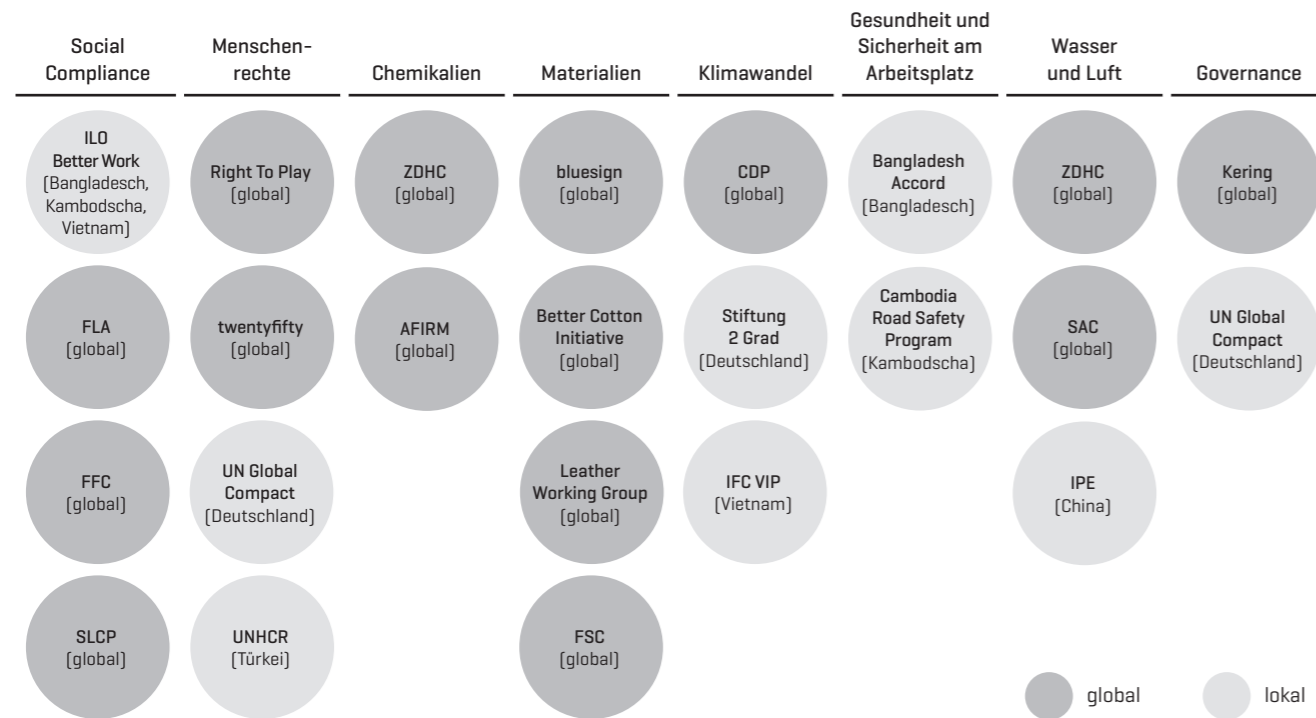 Social
Compliance
Menschen-
rechte
Chemikalien
Materialien
Klimawandel
Gesundheit und
Sicherheit am
Arbeitsplatz
Wasser
und Luft
Governance
ILO
Better Work
(Bangladesch,
Kambodscha,
Vietnam)
Right To Play
(global)
ZDHC
(global)
bluesign
(global)
CDP
(global)
Bangladesh
Accord
(Bangladesch)
ZDHC
(global)
Kering
(global)
FLA
(global)
twentyfifty
(global)
AFIRM
(global)
Better Cotton
Initiative
(global)
Stiftung
2 Grad
(Deutschland)
Cambodia
Road Safety
Program
(Kambodscha)
SAC
(global)
UN Global
Compact
(Deutschland)
FFC
(global)
UN Global
Compact
(Deutschland)
Leather
Working Group
(global)
IFC VIP
(Vietnam)
IPE
(China)
SLCP
(global)
UNHCR
(Türkei)
FSC
(global)
global
lokal